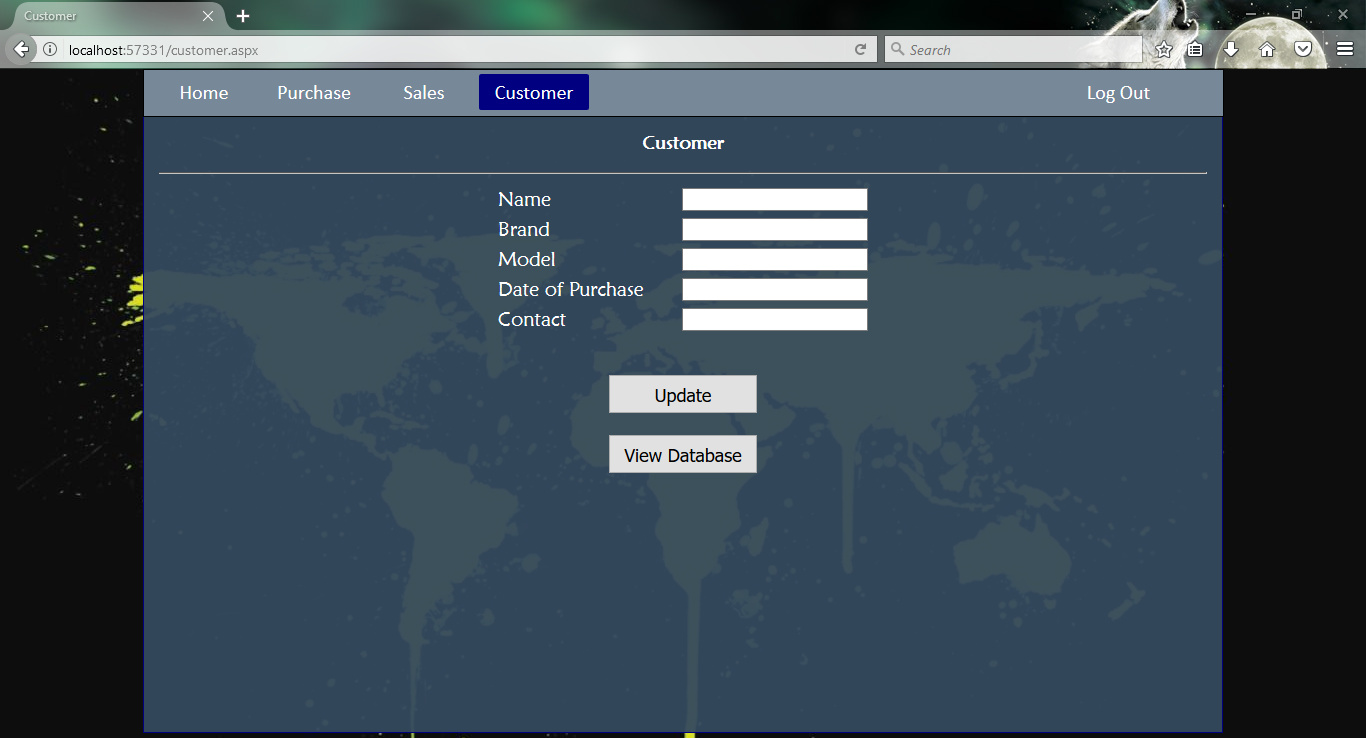 Customer
localhost:57331/customer.aspx
Search
Home Purchase Sales Customer Log Out
Customer
Name
Brand
Model
Date of Purchase
Contact
Update
View Database